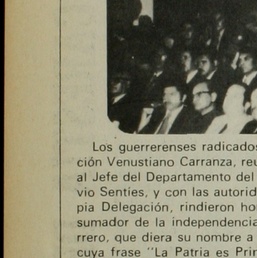 Los guerrerenses radicados
ción Venustiano Carranza, reu
al Jefe del Departamento del
vio Senties, y con las autorid
pia Delegación, rindieron ho
sumador de la independencia
rrero, que diera su nombre a
cuya frase "La Patria es Prim